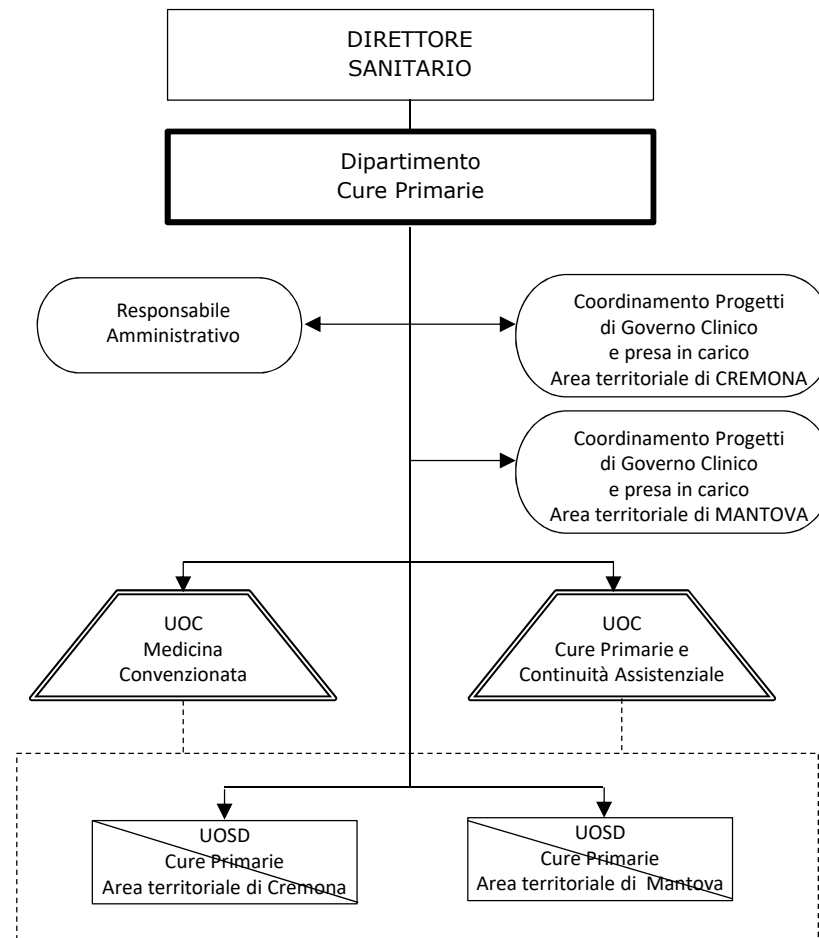 DIRETTORE
SANITARIO
Dipartimento
Cure Primarie
Responsabile
Amministrativo
Coordinamento Progetti
di Governo Clinico
e presa in carico
Area territoriale di CREMONA
Coordinamento Progetti
di Governo Clinico
e presa in carico
Area territoriale di MANTOVA
UOC
Medicina
Convenzionata
UOC
Cure Primarie e
Continuità Assistenziale
UOSD
Cure Primarie
Area territoriale di Cremona
UOSD
Cure Primarie
Area territoriale di Mantova